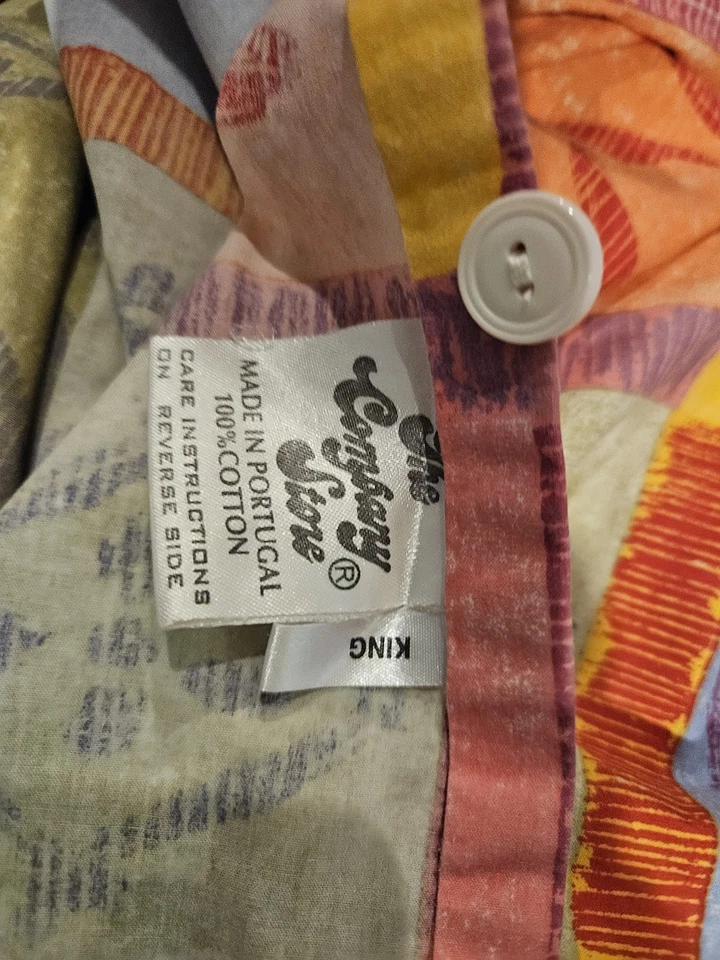 The
Company
Store®
MADE IN PORTUGAL
100% COTTON
CARE INSTRUCTIONS
ON REVERSE SIDE
KING